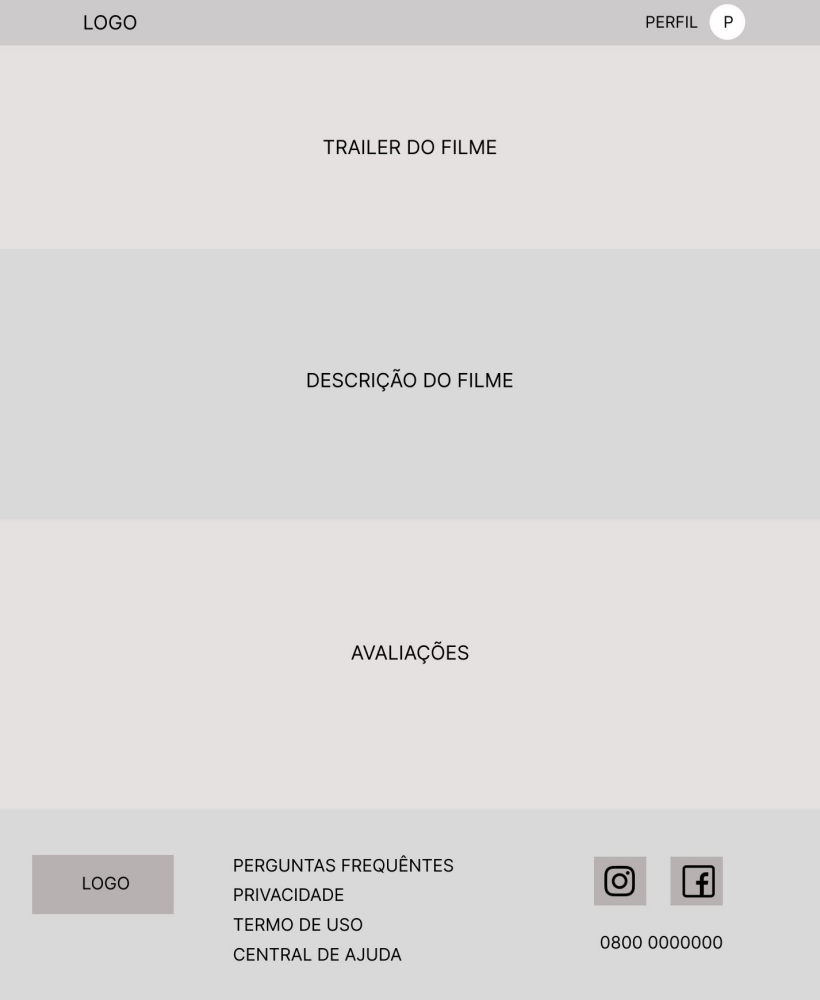 LOGO
PERFIL P
TRAILER DO FILME
DESCRIÇÃO DO FILME
AVALIAÇÕES
LOGO
PERGUNTAS FREQUÊNTES
PRIVACIDADE
TERMO DE USO
CENTRAL DE AJUDA
0800 0000000